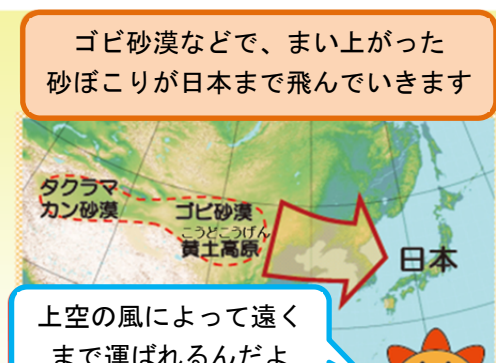 ゴビ砂漠などで、まい上がった
砂ぼこりが日本まで飛んでいきます
タクラマ
カン砂漠
ゴビ砂漠
こうどこうげん
黄土高原
日本
上空の風によって遠く
まで運ばれるんだよ